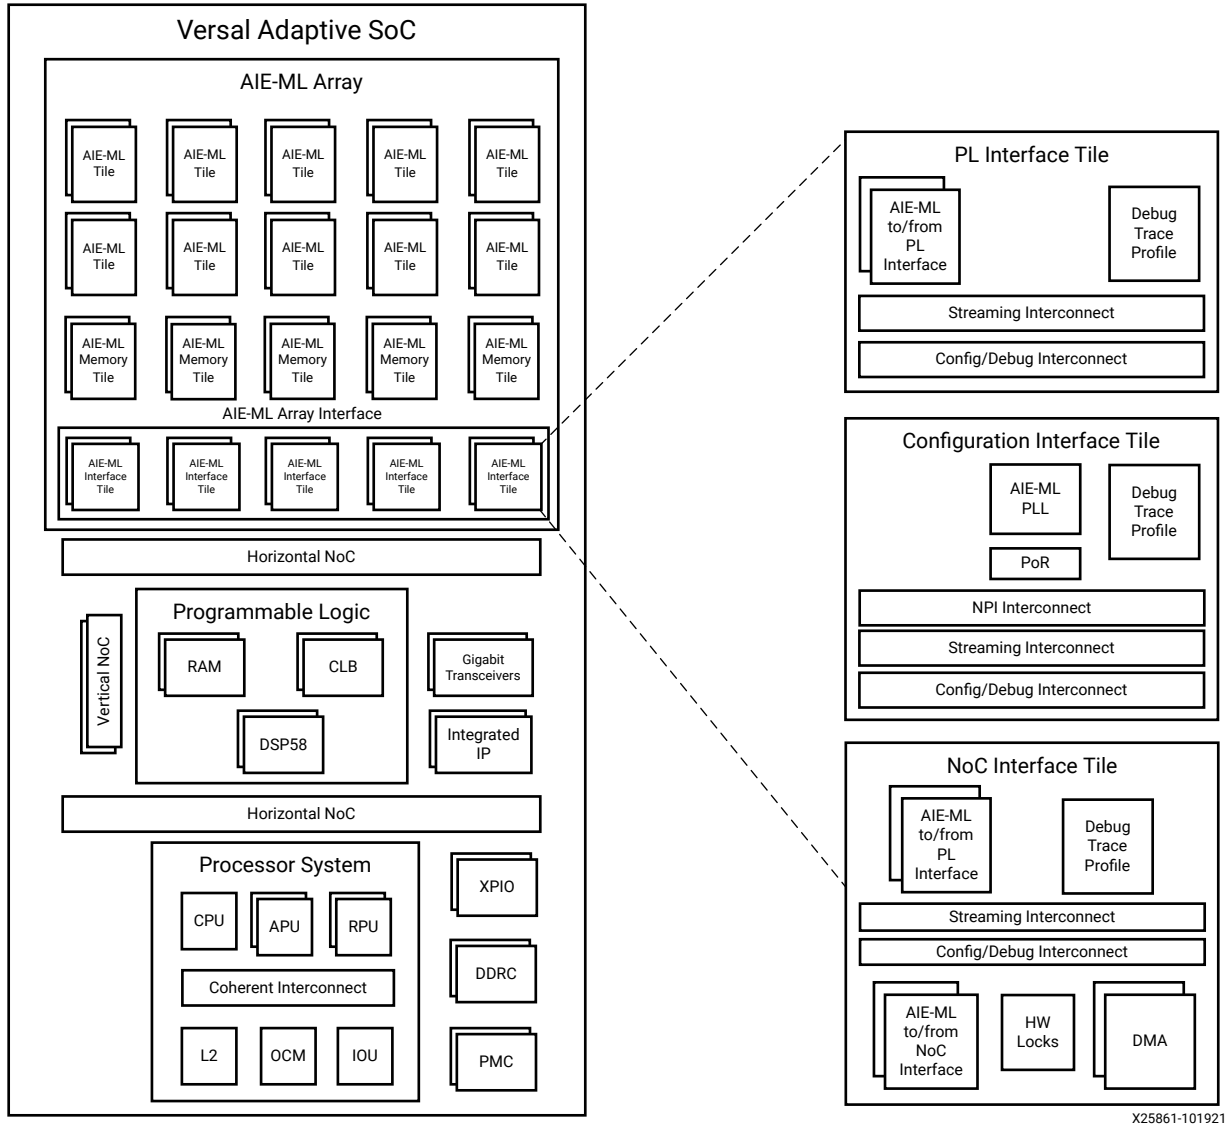 Versal Adaptive SoC
AIE-ML Array
AIE-ML
Tile
AIE-ML
Tile
AIE-ML
Tile
AIE-ML
Tile
AIE-ML
Tile
AIE-ML
Tile
AIE-ML
Tile
AIE-ML
Tile
AIE-ML
Tile
AIE-ML
Tile
AIE-ML
Memory
Tile
AIE-ML
Memory
Tile
AIE-ML
Memory
Tile
AIE-ML
Memory
Tile
AIE-ML
Memory
Tile
AIE-ML Array Interface
AIE-ML
Interface
Tile
AIE-ML
Interface
Tile
AIE-ML
Interface
Tile
AIE-ML
Interface
Tile
AIE-ML
Interface
Tile
Horizontal NoC
Vertical NoC
Programmable Logic
RAM
CLB
DSP58
Gigabit
Transceivers
Integrated
IP
Horizontal NoC
Processor System
CPU
APU
RPU
Coherent Interconnect
L2
OCM
IOU
XPIO
DDRC
PMC
PL Interface Tile
AIE-ML
to/from
PL
Interface
Debug
Trace
Profile
Streaming Interconnect
Config/Debug Interconnect
Configuration Interface Tile
AIE-ML
PLL
PoR
Debug
Trace
Profile
NPI Interconnect
Streaming Interconnect
Config/Debug Interconnect
NoC Interface Tile
AIE-ML
to/from
PL
Interface
Debug
Trace
Profile
Streaming Interconnect
Config/Debug Interconnect
AIE-ML
to/from
NoC
Interface
HW
Locks
DMA
X25861-101921